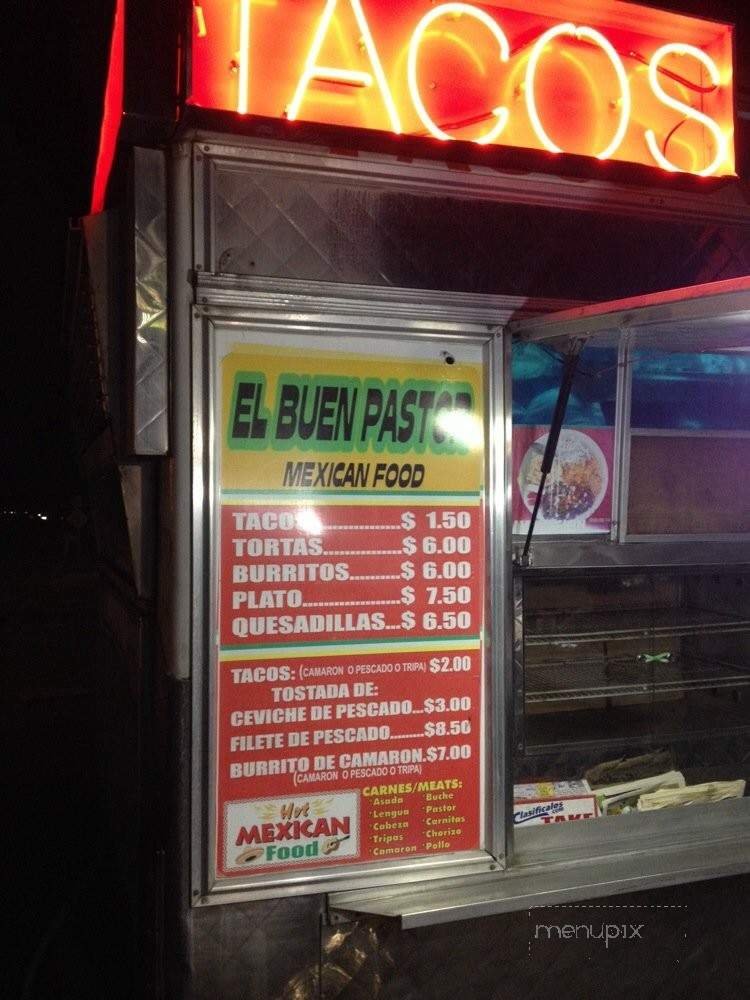 TACOS
EL BUEN PASTOR
MEXICAN FOOD
TACOS..................$ 1.50
TORTAS...............$ 6.00
BURRITOS..........$ 6.00
PLATO..................$ 7.50
QUESADILLAS...$ 6.50
TACOS: (CAMARON O PESCADO O TRIPA) $2.00
TOSTADA DE:
CEVICHE DE PESCADO...$3.00
FILETE DE PESCADO.........$8.50
BURRITO DE CAMARON.$7.00
(CAMARON O PESCADO O TRIPA)
CARNES/MEATS:
·Asada ·Buche
·Lengua ·Pastor
·Cabeza ·Carnitas
·Tripas ·Chorizo
·Camaron ·Pollo
Hot
MEXICAN
Food
Clasificales
TAKE
menupix